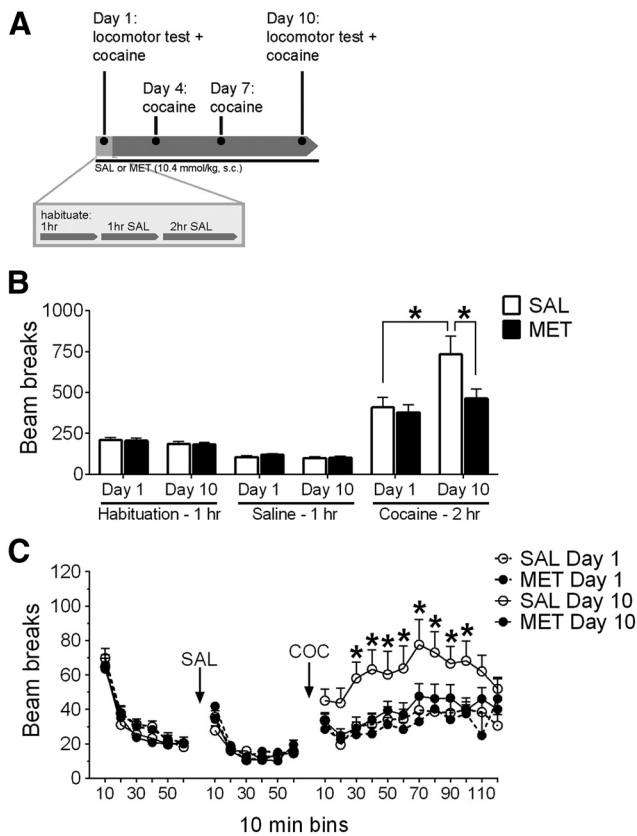 A
Day 1:
locomotor test +
cocaine
Day 10:
locomotor test +
cocaine
Day 4:
cocaine
Day 7:
cocaine
SAL or MET (10.4 mmol/kg, s.c.)
habituate:
1hr
1hr SAL
2hr SAL
B
Beam breaks
1000
750
500
250
0
* *
SAL
MET
Day 1 Day 10 Day 1 Day 10 Day 1 Day 10
Habituation - 1 hr Saline - 1 hr Cocaine - 2 hr
C
Beam breaks
120
100
80
60
40
20
0
SAL
COC
* * * * * * * *
SAL Day 1
MET Day 1
SAL Day 10
MET Day 10
10 30 50 10 30 50 10 30 50 70 90 110
10 min bins